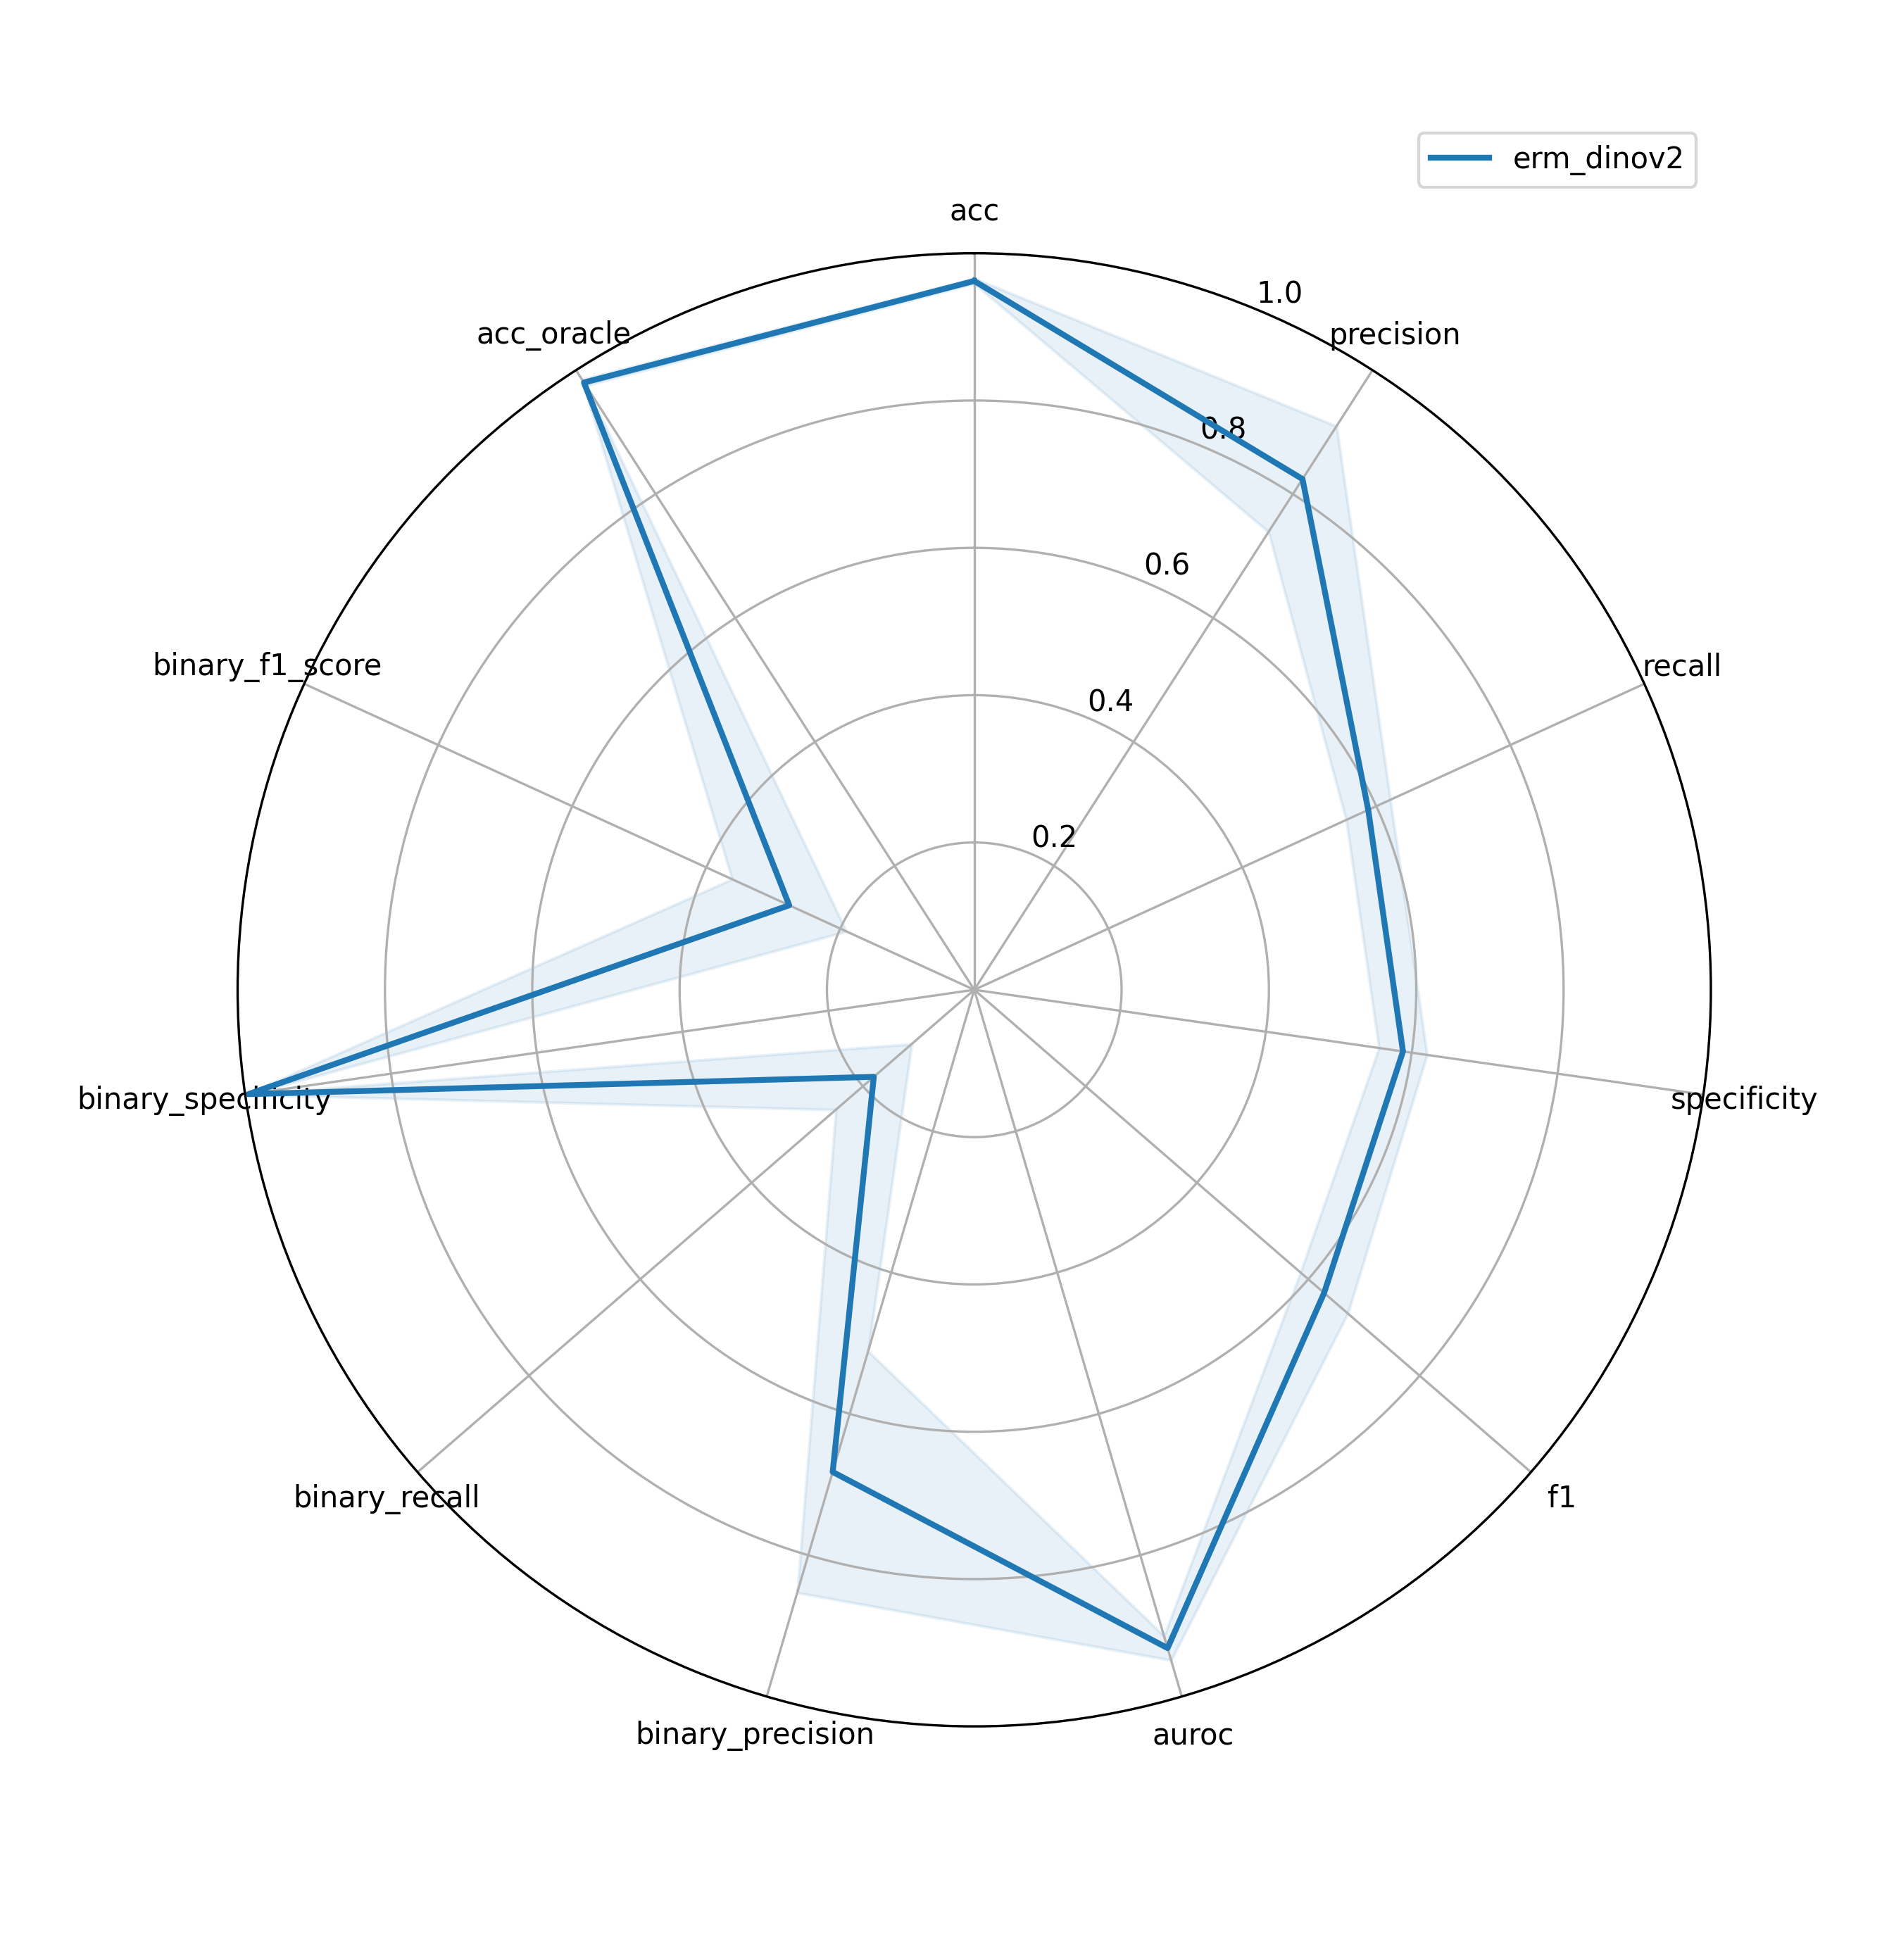 erm_dinov2
acc
1.0
acc_oracle
precision
0.8
0.6
binary_f1_score
recall
0.4
0.2
binary_specificity
specificity
binary_recall
f1
binary_precision
auroc